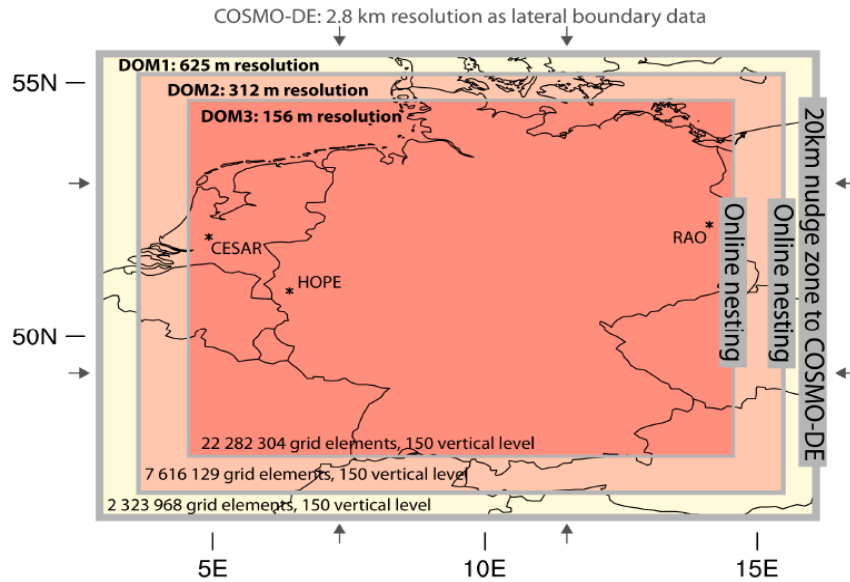 COSMO-DE: 2.8 km resolution as lateral boundary data
DOM1: 625 m resolution
55N
DOM2: 312 m resolution
DOM3: 156 m resolution
20km nudge zone to COSMO-DE
Online nesting
Online nesting
* CESAR
* RAO
* HOPE
50N
22 282 304 grid elements, 150 vertical level
7 616 129 grid elements, 150 vertical level
2 323 968 grid elements, 150 vertical level
5E
10E
15E